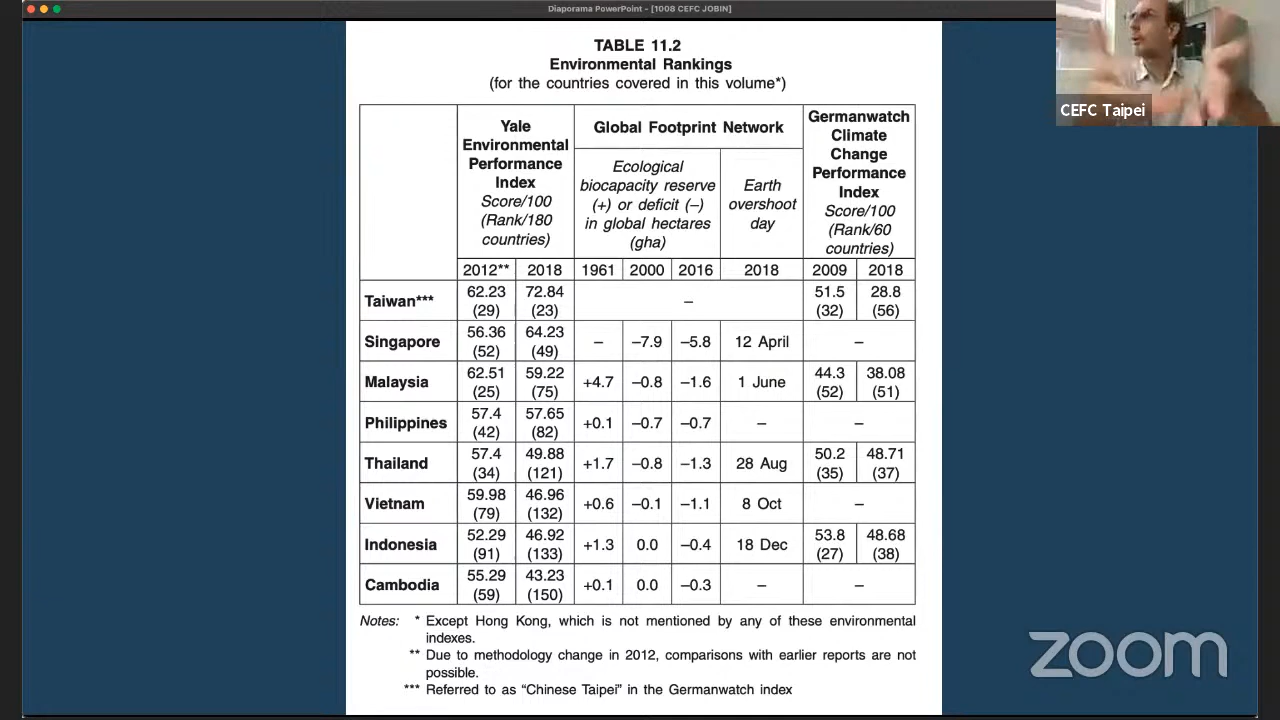 Diaporama PowerPoint - [1008 CEFC JOBIN]
CEFC Taipei
TABLE 11.2
Environmental Rankings
(for the countries covered in this volume*)
Yale
Environmental
Performance
Index
Score/100
(Rank/180
countries)
Global Footprint Network
Ecological
biocapacity reserve
(+) or deficit (–)
in global hectares
(gha)
Earth
overshoot
day
Germanwatch
Climate
Change
Performance
Index
Score/100
(Rank/60
countries)
2012** 2018 1961 2000 2016 2018 2009 2018
Taiwan*** 62.23 (29) 72.84 (23) – 51.5 (32) 28.8 (56)
Singapore 56.36 (52) 64.23 (49) – –7.9 –5.8 12 April –
Malaysia 62.51 (25) 59.22 (75) +4.7 –0.8 –1.6 1 June 44.3 (52) 38.08 (51)
Philippines 57.4 (42) 57.65 (82) +0.1 –0.7 –0.7 – –
Thailand 57.4 (34) 49.88 (121) +1.7 –0.8 –1.3 28 Aug 50.2 (35) 48.71 (37)
Vietnam 59.98 (79) 46.96 (132) +0.6 –0.1 –1.1 8 Oct –
Indonesia 52.29 (91) 46.92 (133) +1.3 0.0 –0.4 18 Dec 53.8 (27) 48.68 (38)
Cambodia 55.29 (59) 43.23 (150) +0.1 0.0 –0.3 – –
Notes: * Except Hong Kong, which is not mentioned by any of these environmental
indexes.
** Due to methodology change in 2012, comparisons with earlier reports are not
possible.
*** Referred to as “Chinese Taipei” in the Germanwatch index
zoom